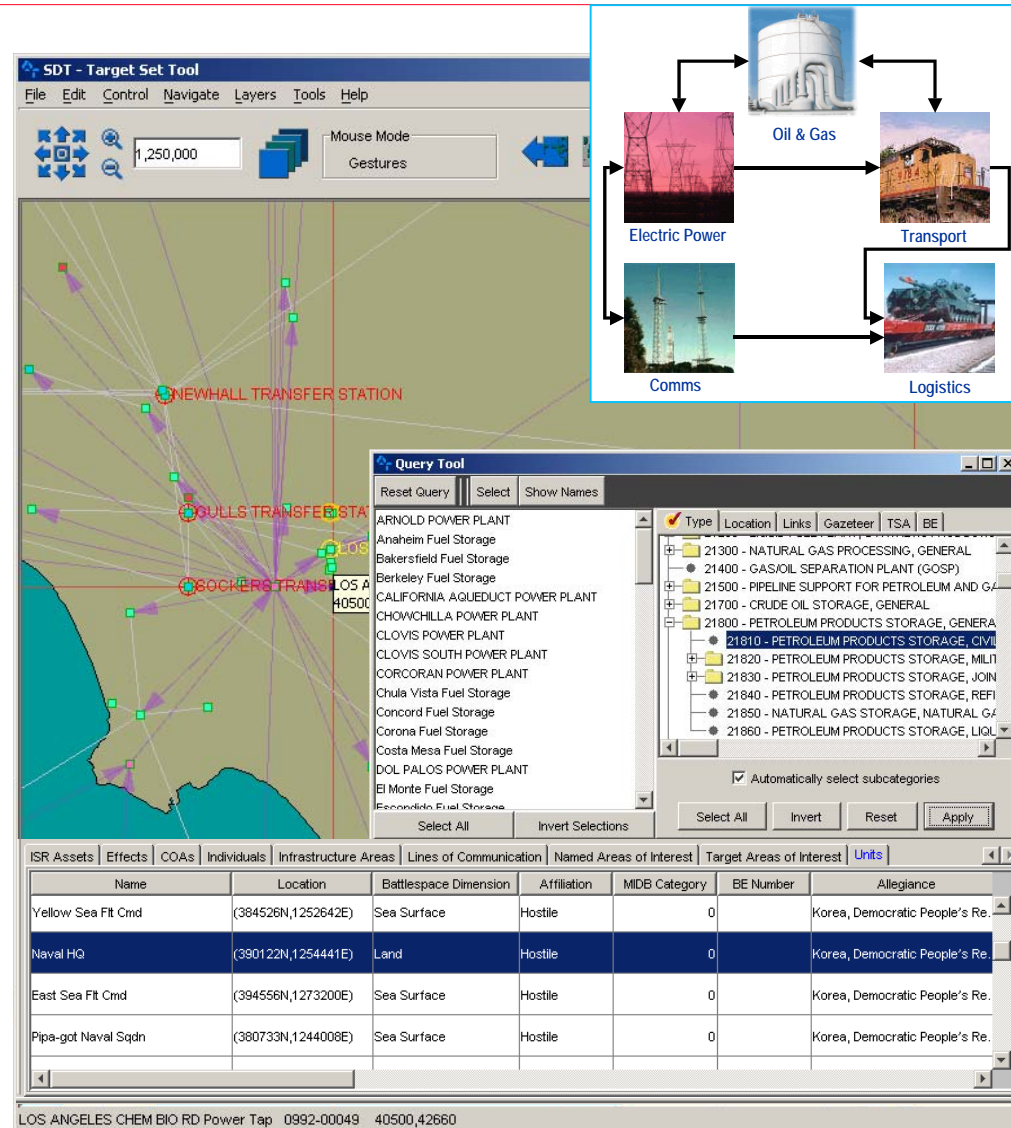 SDT - Target Set Tool
File Edit Control Navigate Layers Tools Help
1,250,000
Mouse Mode
Gestures
Oil & Gas
Electric Power
Transport
Comms
Logistics
NEWHALL TRANSFER STATION
GULLS TRANSFER STA
LOS
SOCKERS TRANS
LOS A
40500
Query Tool
Reset Query Select Show Names
ARNOLD POWER PLANT
Anaheim Fuel Storage
Bakersfield Fuel Storage
Berkeley Fuel Storage
CALIFORNIA AQUEDUCT POWER PLANT
CHOWCHILLA POWER PLANT
CLOVIS POWER PLANT
CLOVIS SOUTH POWER PLANT
CORCORAN POWER PLANT
Chula Vista Fuel Storage
Concord Fuel Storage
Corona Fuel Storage
Costa Mesa Fuel Storage
DOL PALOS POWER PLANT
El Monte Fuel Storage
Escondido Fuel Storage
Select All Invert Selections
Type Location Links Gazeteer TSA BE
21300 - NATURAL GAS PROCESSING, GENERAL
21400 - GAS/OIL SEPARATION PLANT (GOSP)
21500 - PIPELINE SUPPORT FOR PETROLEUM AND GA
21700 - CRUDE OIL STORAGE, GENERAL
21800 - PETROLEUM PRODUCTS STORAGE, GENERA
21810 - PETROLEUM PRODUCTS STORAGE, CIVIL
21820 - PETROLEUM PRODUCTS STORAGE, MILIT
21830 - PETROLEUM PRODUCTS STORAGE, JOIN
21840 - PETROLEUM PRODUCTS STORAGE, REFI
21850 - NATURAL GAS STORAGE, NATURAL GA
21860 - PETROLEUM PRODUCTS STORAGE, LIQU
Automatically select subcategories
Select All Invert Reset Apply
ISR Assets Effects COAs Individuals Infrastructure Areas Lines of Communication Named Areas of Interest Target Areas of Interest Units
Name Location Battlespace Dimension Affiliation MIDB Category BE Number Allegiance
Yellow Sea Flt Cmd (384526N,1252642E) Sea Surface Hostile 0 Korea, Democratic People's Re.
Naval HQ (390122N,1254441E) Land Hostile 0 Korea, Democratic People's Re.
East Sea Flt Cmd (394556N,1273200E) Sea Surface Hostile 0 Korea, Democratic People's Re.
Pipa-got Naval Sqdn (380733N,1244008E) Sea Surface Hostile 0 Korea, Democratic People's Re.
LOS ANGELES CHEM BIO RD Power Tap 0992-00049 40500,42660